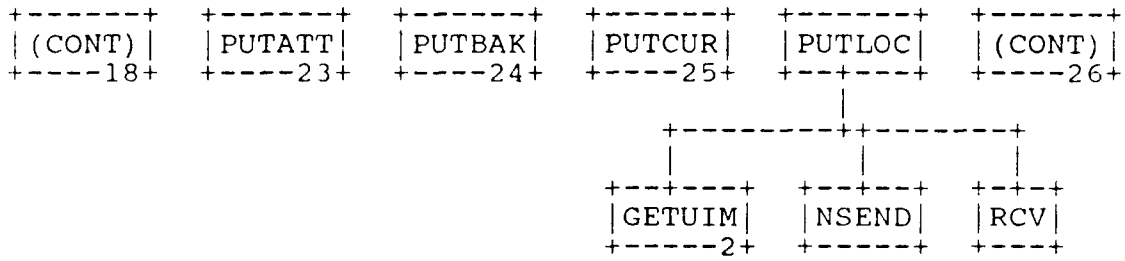 (CONT) PUTATT PUTBAK PUTCUR PUTLOC (CONT)
18 23 24 25 26
GETUIM NSEND RCV
2